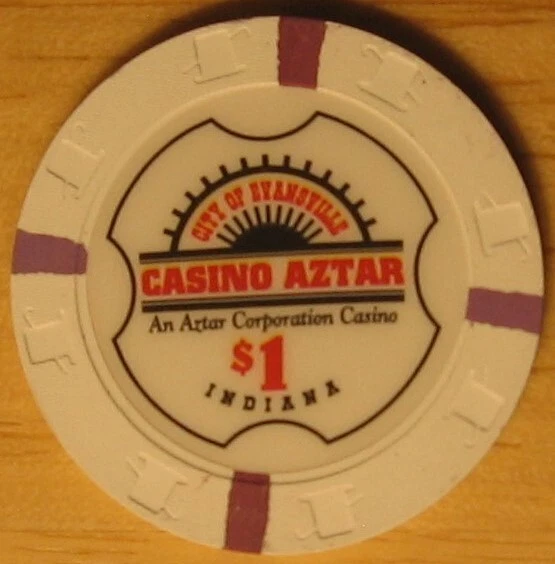 CITY OF EVANSVILLE
CASINO AZTAR
An Aztar Corporation Casino
$1
INDIANA